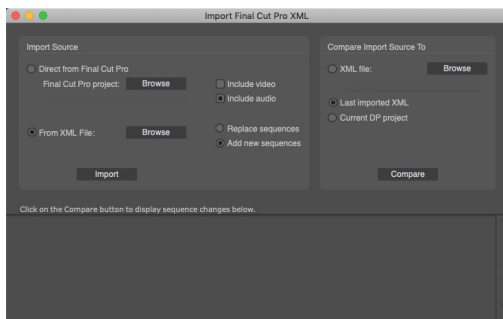 Import Final Cut Pro XML
Import Source
Direct from Final Cut Pro
Final Cut Pro project: Browse
Include video
Include audio
From XML File: Browse
Replace sequences
Add new sequences
Import
Compare Import Source To
XML file: Browse
Last imported XML
Current DP project
Compare
Click on the Compare button to display sequence changes below.